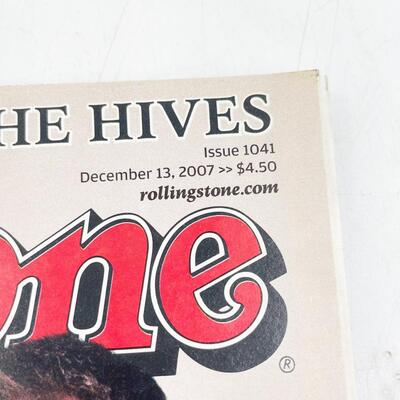 HE HIVES
Issue 1041
December 13, 2007 >> $4.50
rollingstone.com
one
®